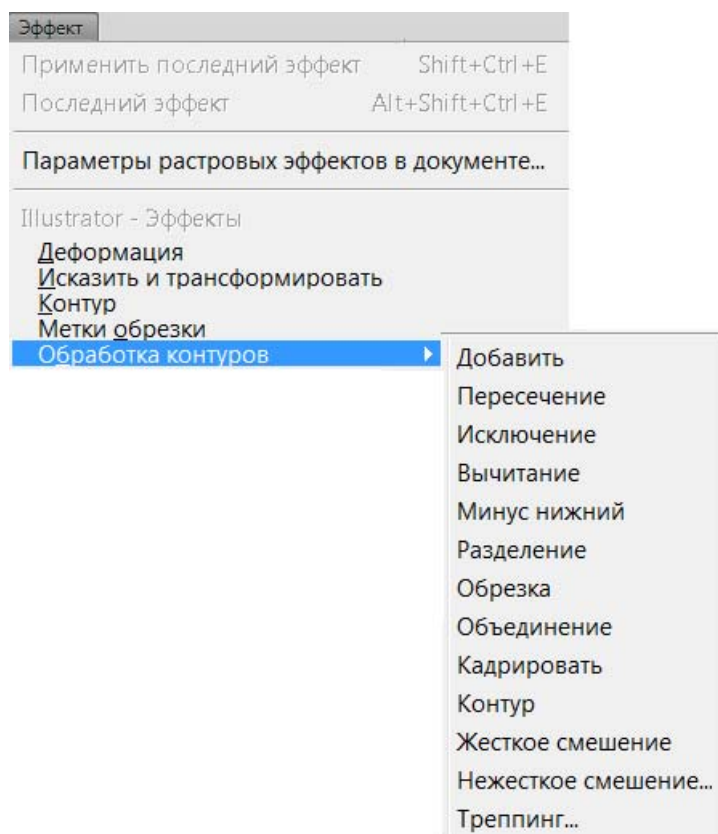 Эффект
Применить последний эффект Shift+Ctrl+E
Последний эффект Alt+Shift+Ctrl+E
Параметры растровых эффектов в документе...
Illustrator - Эффекты
Деформация
Исказить и трансформировать
Контур
Метки обрезки
Обработка контуров
Добавить
Пересечение
Исключение
Вычитание
Минус нижний
Разделение
Обрезка
Объединение
Кадрировать
Контур
Жесткое смешение
Нежесткое смешение...
Треппинг...